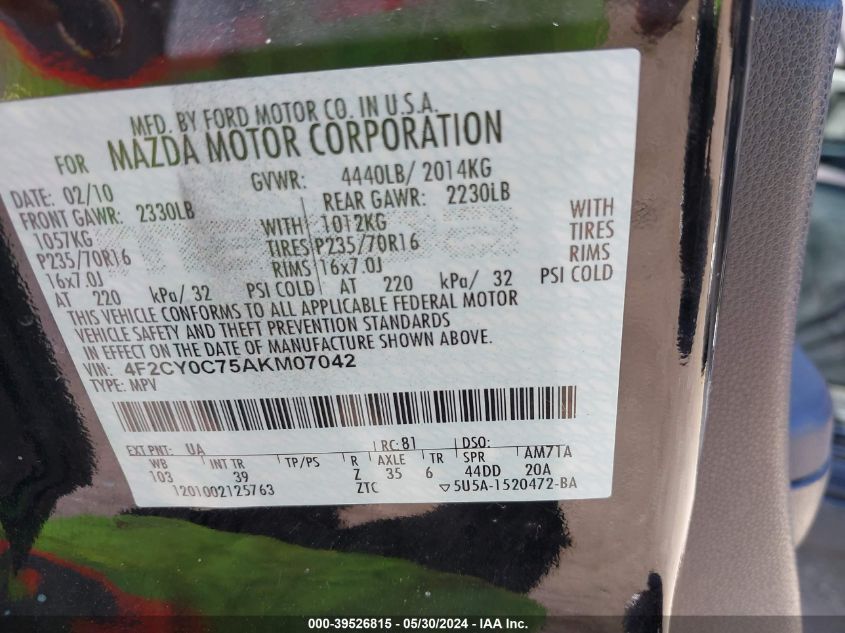 MFD. BY FORD MOTOR CO. IN U.S.A.
FOR MAZDA MOTOR CORPORATION
DATE: 02/10 GVWR: 4440LB/ 2014KG
FRONT GAWR: 2330LB REAR GAWR: 2230LB
1057KG WITH 1012KG WITH
P235/70R16 TIRES P235/70R16 TIRES
16x7.0J RIMS 16x7.0J RIMS
AT 220 kPa/ 32 PSI COLD AT 220 kPa/ 32 PSI COLD
THIS VEHICLE CONFORMS TO ALL APPLICABLE FEDERAL MOTOR
VEHICLE SAFETY AND THEFT PREVENTION STANDARDS
IN EFFECT ON THE DATE OF MANUFACTURE SHOWN ABOVE.
VIN: 4F2CY0C75AKM07042
TYPE: MPV
EXT PNT: UA RC: 81 DSO:
WB INT TR TP/PS R AXLE TR SPR AM7TA
103 39 Z 35 6 44DD 20A
1201002125763 ZTC ▽5U5A-1520472-BA
000-39526815 - 05/30/2024 - IAA Inc.